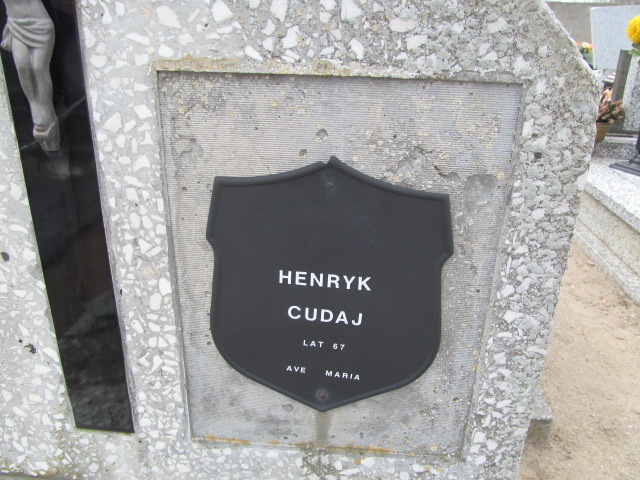 HENRYK
CUDAJ
LAT 67
AVE MARIA